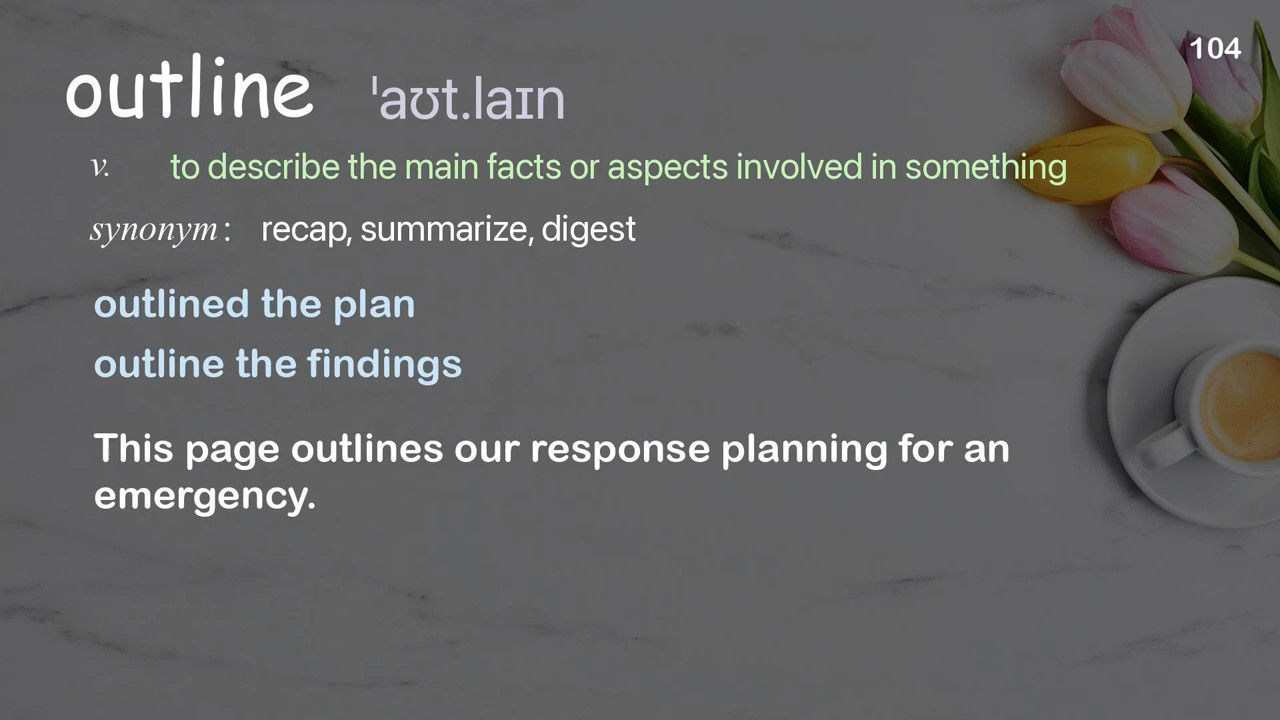 104
outline ˈaʊt.laɪn
v. to describe the main facts or aspects involved in something
synonym: recap, summarize, digest
outlined the plan
outline the findings
This page outlines our response planning for an
emergency.